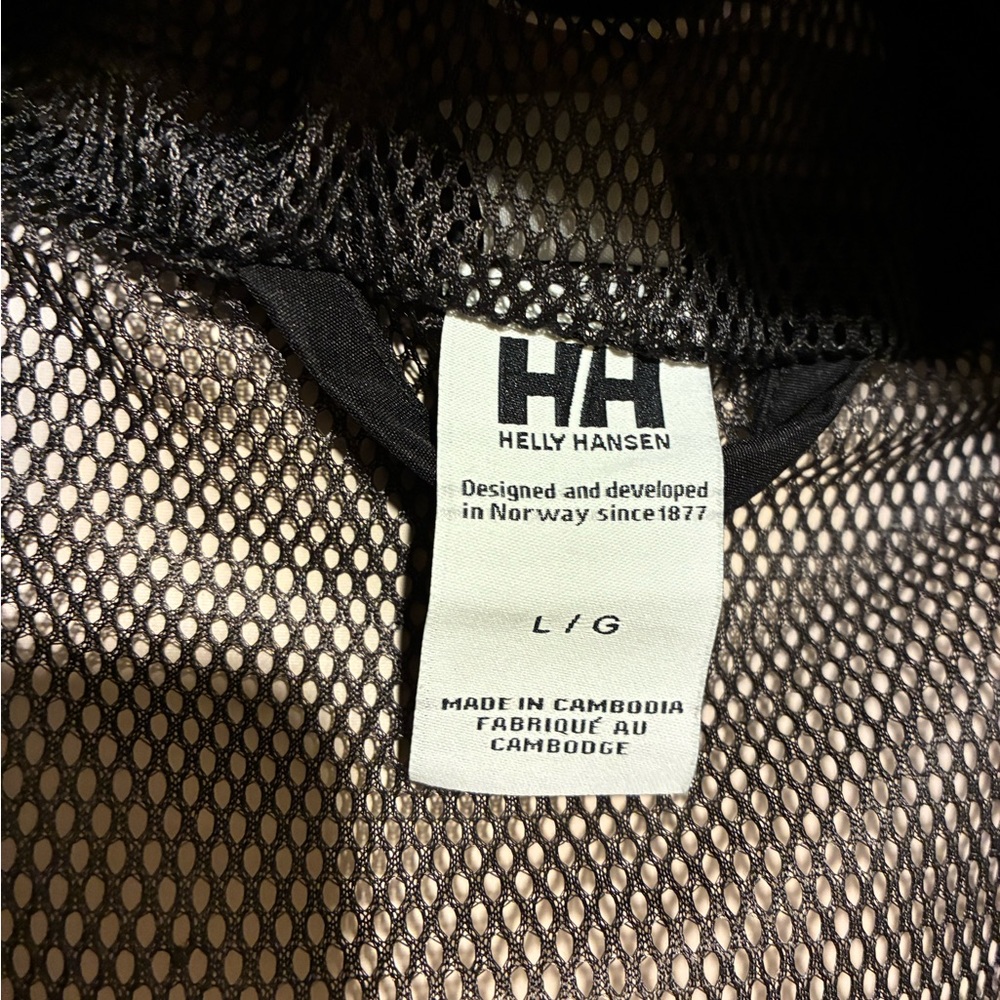 HH
HELLY HANSEN
Designed and developed
in Norway since1877
L / G
MADE IN CAMBODIA
FABRIQUÉ AU
CAMBODGE